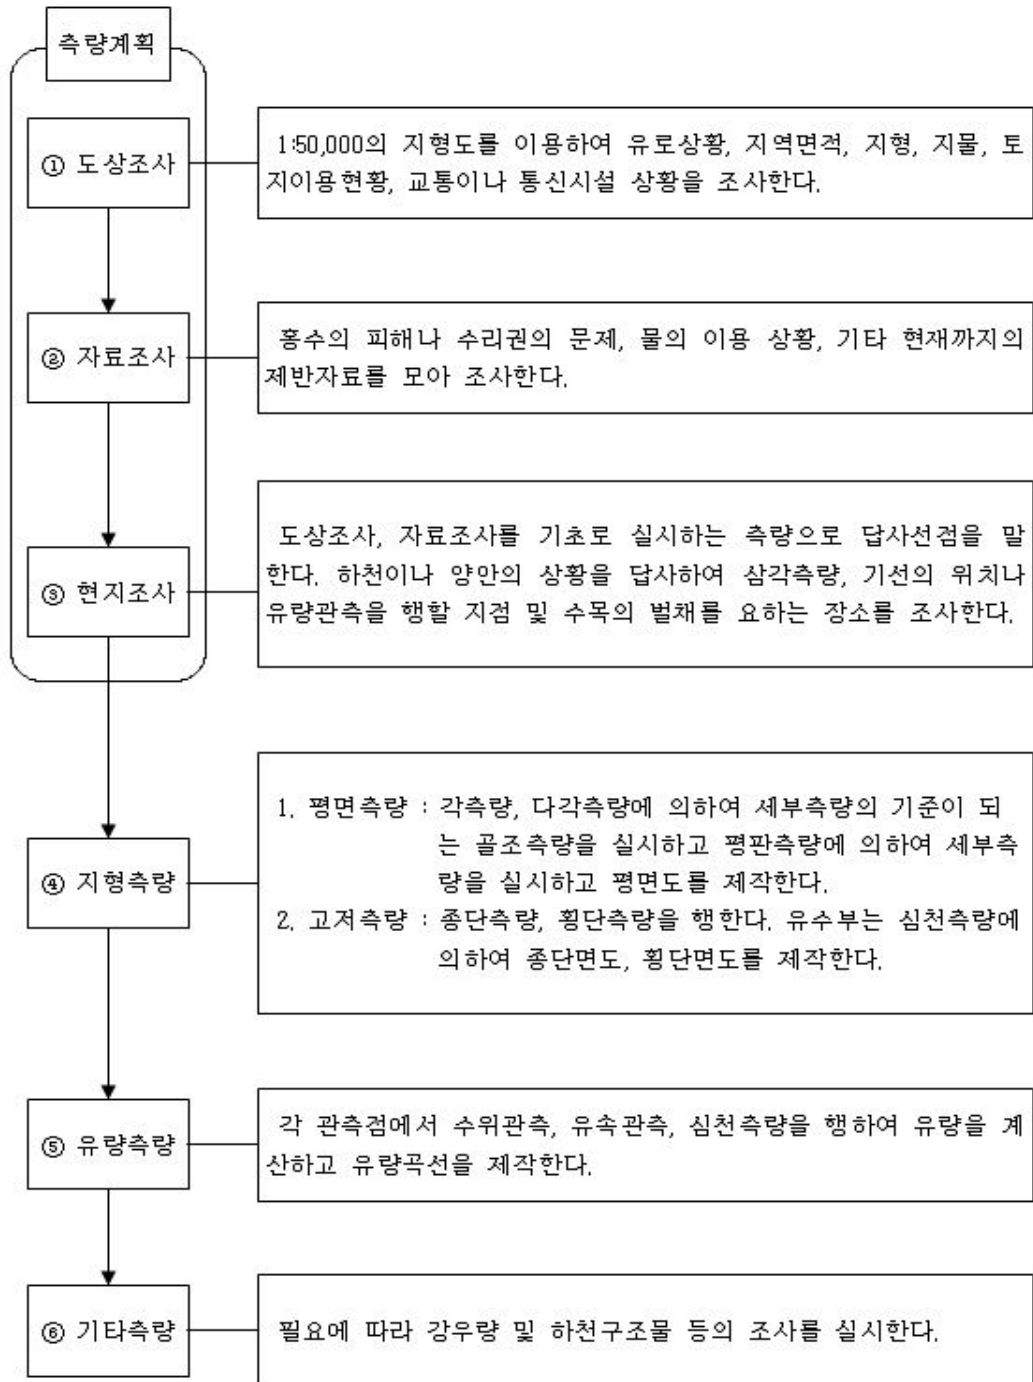 측량계획
① 도상조사
1:50,000의 지형도를 이용하여 유로상황, 지역면적, 지형, 지물, 토
지이용현황, 교통이나 통신시설 상황을 조사한다.
② 자료조사
홍수의 피해나 수리권의 문제, 물의 이용 상황, 기타 현재까지의
제반자료를 모아 조사한다.
③ 현지조사
도상조사, 자료조사를 기초로 실시하는 측량으로 답사선점을 말
한다. 하천이나 양안의 상황을 답사하여 삼각측량, 기선의 위치나
유량관측을 행할 지점 및 수목의 벌채를 요하는 장소를 조사한다.
④ 지형측량
1. 평면측량 : 각측량, 다각측량에 의하여 세부측량의 기준이 되
는 골조측량을 실시하고 평판측량에 의하여 세부측
량을 실시하고 평면도를 제작한다.
2. 고저측량 : 종단측량, 횡단측량을 행한다. 유수부는 심천측량에
의하여 종단면도, 횡단면도를 제작한다.
⑤ 유량측량
각 관측점에서 수위관측, 유속관측, 심천측량을 행하여 유량을 계
산하고 유량곡선을 제작한다.
⑥ 기타측량
필요에 따라 강우량 및 하천구조물 등의 조사를 실시한다.